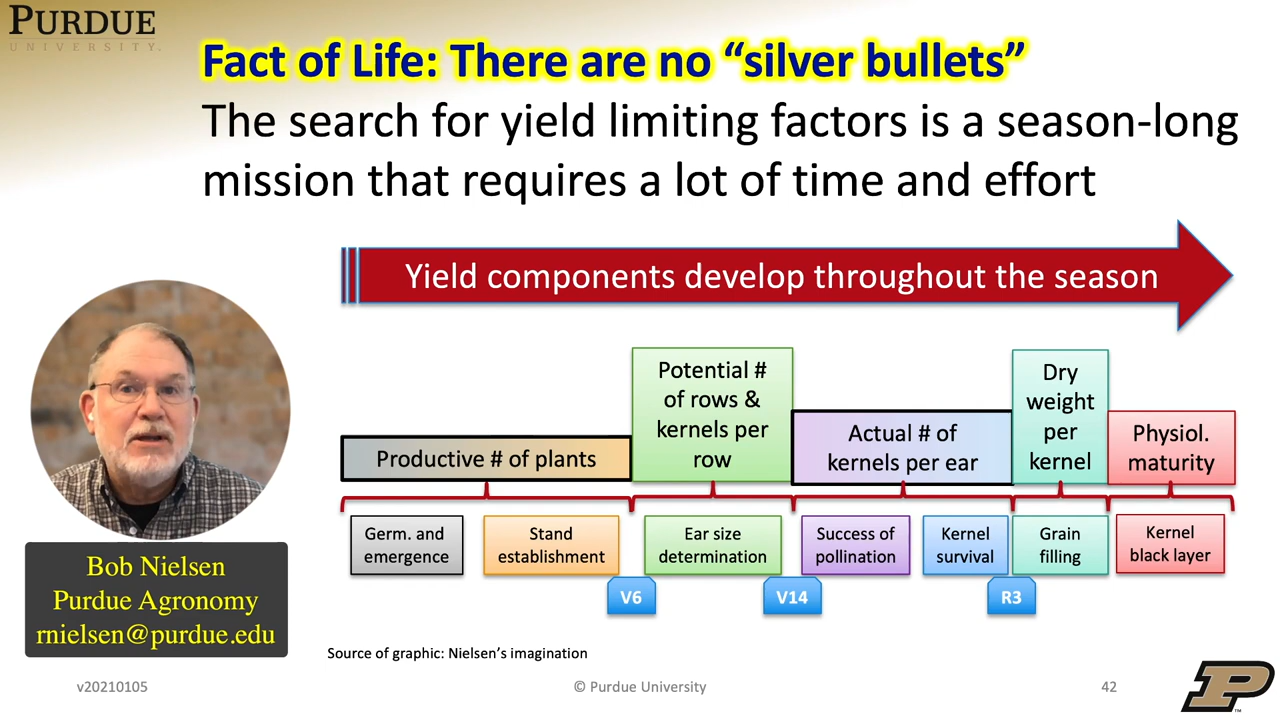 PURDUE
UNIVERSITY
Fact of Life: There are no “silver bullets”
The search for yield limiting factors is a season-long
mission that requires a lot of time and effort
Yield components develop throughout the season
Productive # of plants
Potential #
of rows &
kernels per
row
Actual # of
kernels per ear
Dry
weight
per
kernel
Physiol.
maturity
Germ. and
emergence
Stand
establishment
Ear size
determination
Success of
pollination
Kernel
survival
Grain
filling
Kernel
black layer
V6
V14
R3
Bob Nielsen
Purdue Agronomy
rnielsen@purdue.edu
Source of graphic: Nielsen’s imagination
v20210105
© Purdue University
42
P
TM